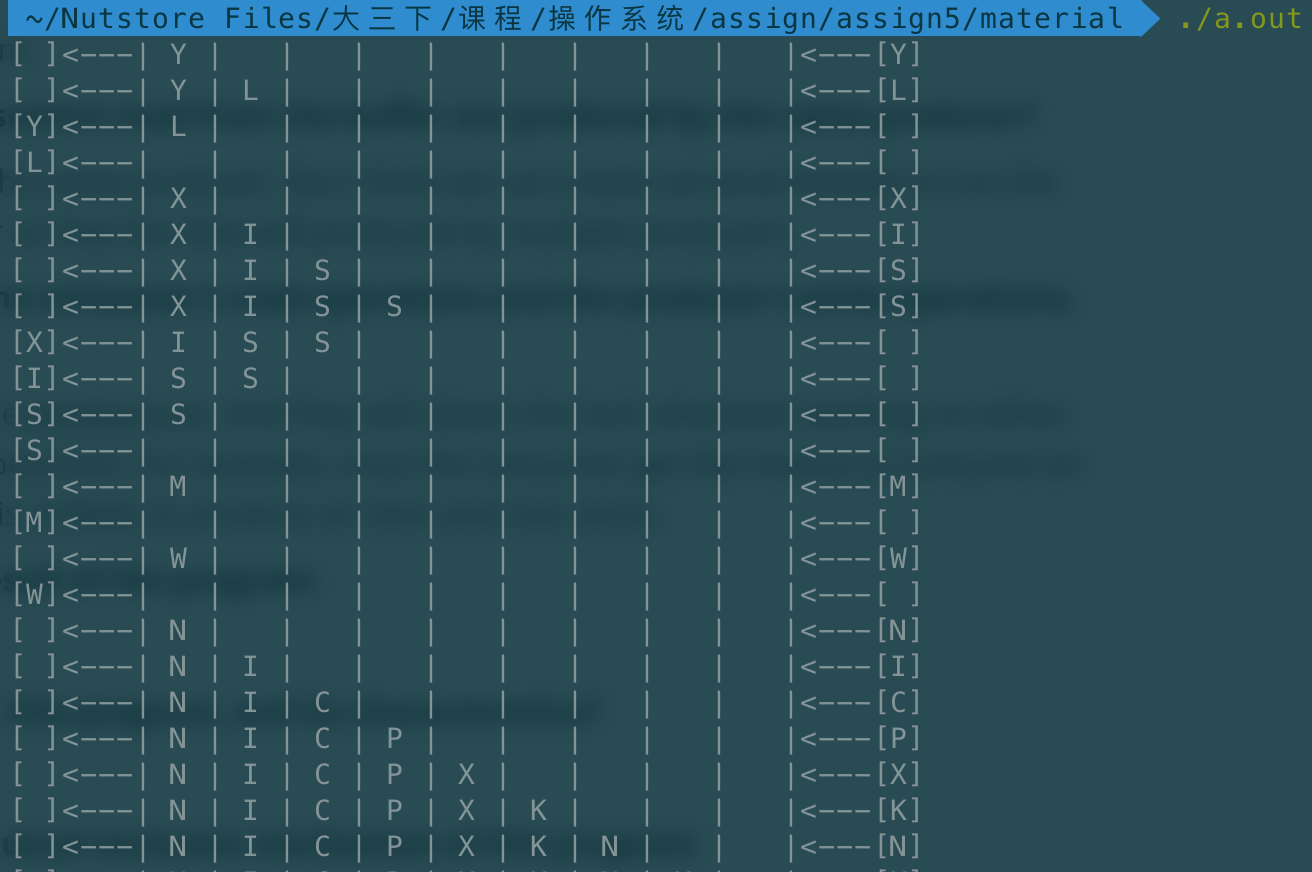 ~/Nutstore Files/大三下/课程/操作系统/assign/assign5/material ./a.out
[ ]<---| Y |   |   |   |   |   |   |   |   |<---[Y]
[ ]<---| Y | L |   |   |   |   |   |   |   |<---[L]
[Y]<---| L |   |   |   |   |   |   |   |   |<---[ ]
[L]<---|   |   |   |   |   |   |   |   |   |<---[ ]
[ ]<---| X |   |   |   |   |   |   |   |   |<---[X]
[ ]<---| X | I |   |   |   |   |   |   |   |<---[I]
[ ]<---| X | I | S |   |   |   |   |   |   |<---[S]
[ ]<---| X | I | S | S |   |   |   |   |   |<---[S]
[X]<---| I | S | S |   |   |   |   |   |   |<---[ ]
[I]<---| S | S |   |   |   |   |   |   |   |<---[ ]
[S]<---| S |   |   |   |   |   |   |   |   |<---[ ]
[S]<---|   |   |   |   |   |   |   |   |   |<---[ ]
[ ]<---| M |   |   |   |   |   |   |   |   |<---[M]
[M]<---|   |   |   |   |   |   |   |   |   |<---[ ]
[ ]<---| W |   |   |   |   |   |   |   |   |<---[W]
[W]<---|   |   |   |   |   |   |   |   |   |<---[ ]
[ ]<---| N |   |   |   |   |   |   |   |   |<---[N]
[ ]<---| N | I |   |   |   |   |   |   |   |<---[I]
[ ]<---| N | I | C |   |   |   |   |   |   |<---[C]
[ ]<---| N | I | C | P |   |   |   |   |   |<---[P]
[ ]<---| N | I | C | P | X |   |   |   |   |<---[X]
[ ]<---| N | I | C | P | X | K |   |   |   |<---[K]
[ ]<---| N | I | C | P | X | K | N |   |   |<---[N]